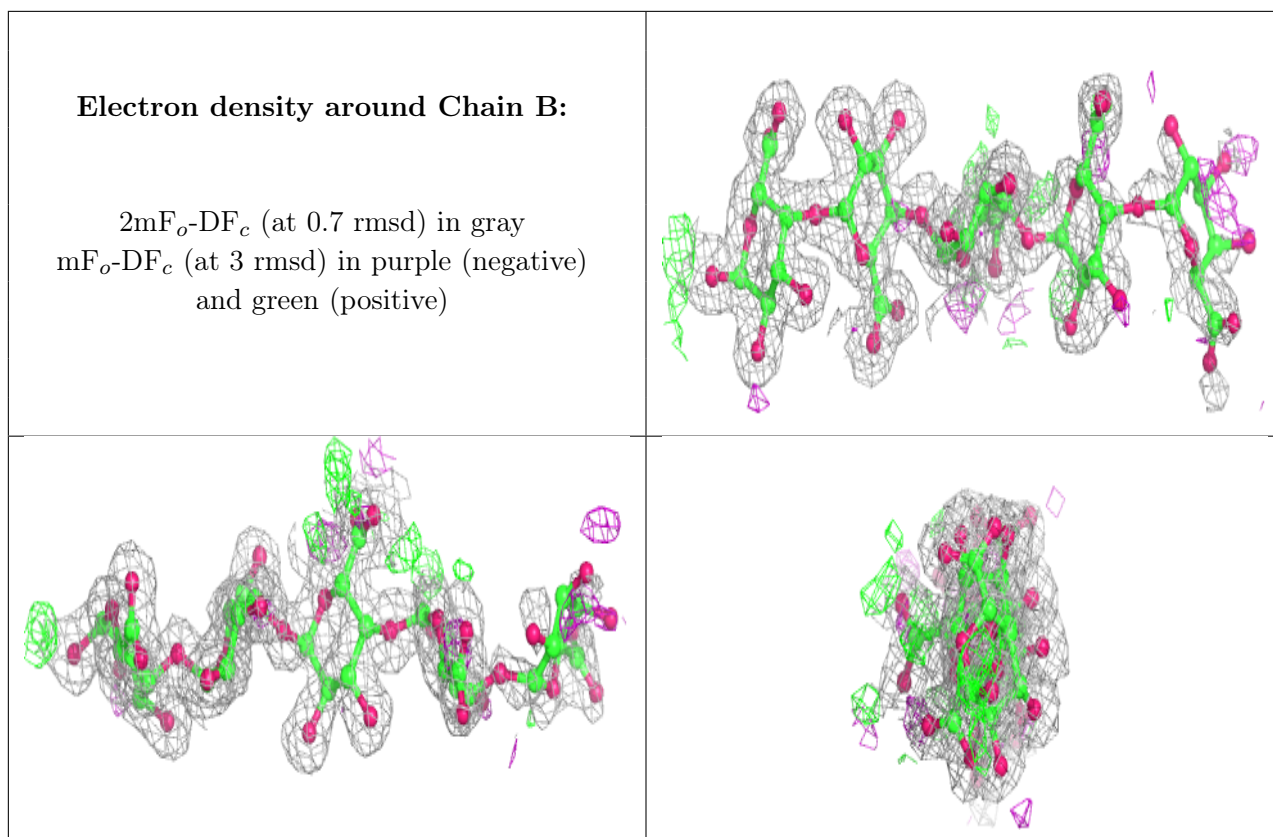 Electron density around Chain B:
2mFₒ-DF𝒸 (at 0.7 rmsd) in gray
mFₒ-DF𝒸 (at 3 rmsd) in purple (negative)
and green (positive)